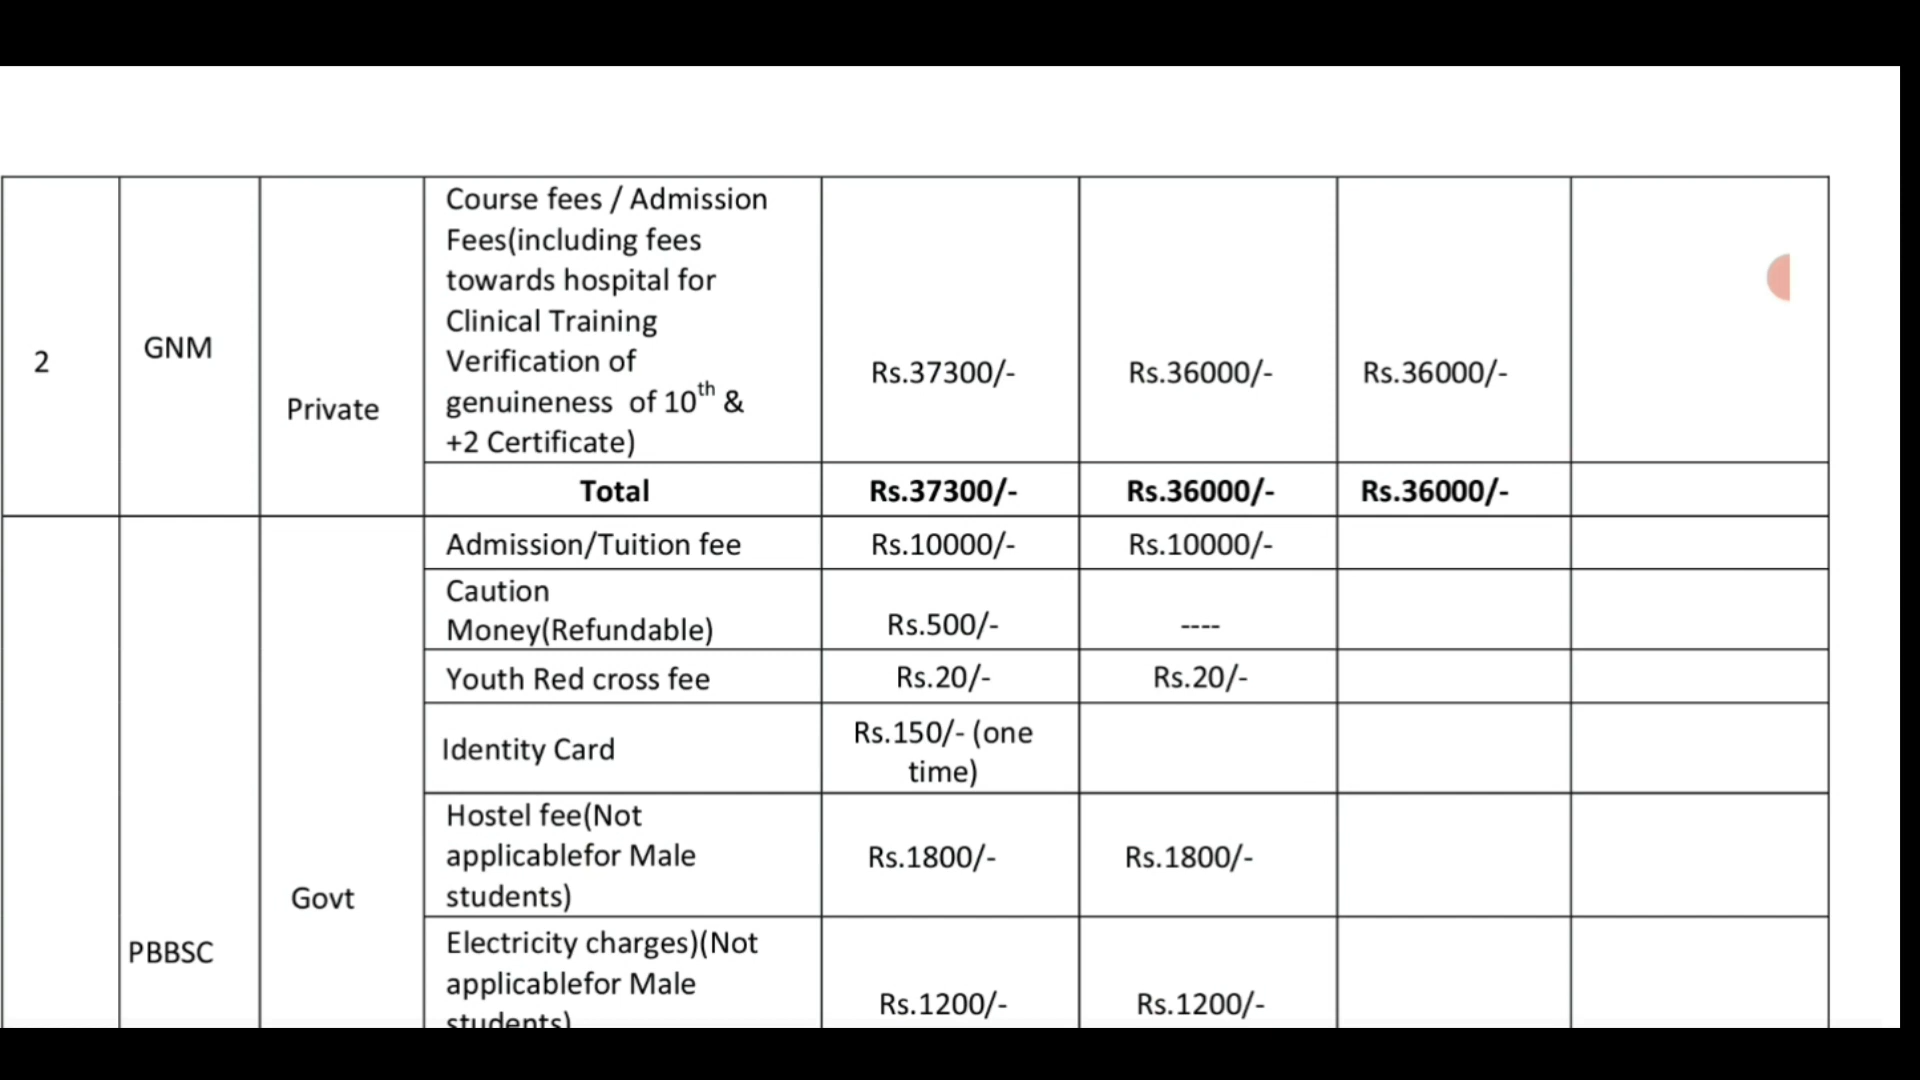 2
GNM
Private
Course fees / Admission
Fees(including fees
towards hospital for
Clinical Training
Verification of
genuineness of 10th &
+2 Certificate)
Rs.37300/-
Rs.36000/-
Rs.36000/-
Total
Rs.37300/-
Rs.36000/-
Rs.36000/-
PBBSC
Govt
Admission/Tuition fee
Rs.10000/-
Rs.10000/-
Caution
Money(Refundable)
Rs.500/-
----
Youth Red cross fee
Rs.20/-
Rs.20/-
Identity Card
Rs.150/- (one
time)
Hostel fee(Not
applicablefor Male
students)
Rs.1800/-
Rs.1800/-
Electricity charges)(Not
applicablefor Male
students)
Rs.1200/-
Rs.1200/-